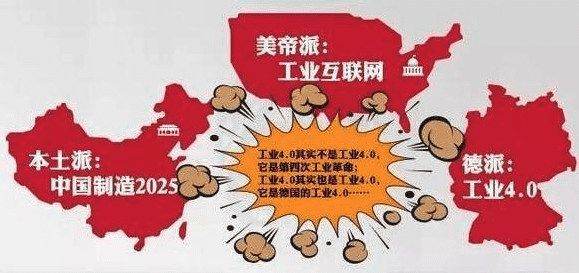 美帝派：
工业互联网
本土派：
中国制造2025
工业4.0其实不是工业4.0，
它是第四次工业革命；
工业4.0其实也是工业4.0，
它是德国的工业4.0……
德派：
工业4.0